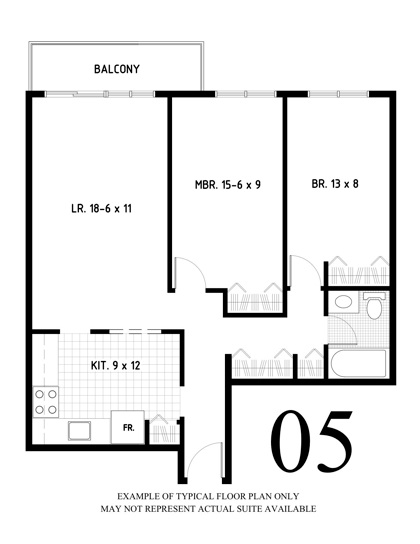 BALCONY
LR. 18-6 x 11
MBR. 15-6 x 9
BR. 13 x 8
KIT. 9 x 12
FR.
05
EXAMPLE OF TYPICAL FLOOR PLAN ONLY
MAY NOT REPRESENT ACTUAL SUITE AVAILABLE